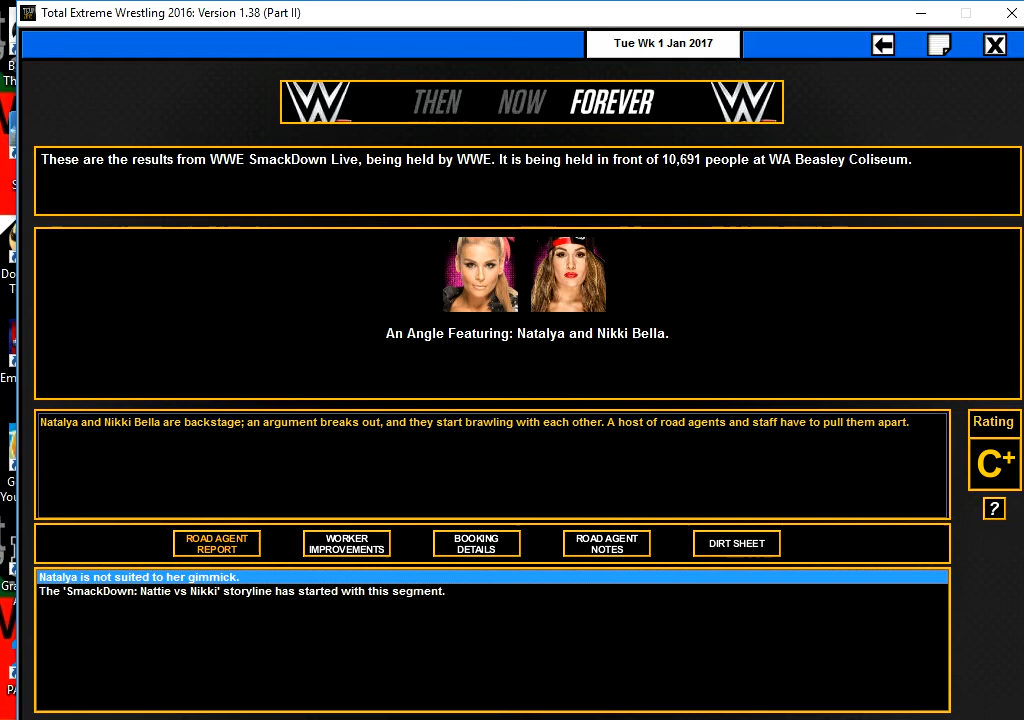 Total Extreme Wrestling 2016: Version 1.38 (Part II)
Tue Wk 1 Jan 2017
THEN NOW FOREVER
These are the results from WWE SmackDown Live, being held by WWE. It is being held in front of 10,691 people at WA Beasley Coliseum.
An Angle Featuring: Natalya and Nikki Bella.
Natalya and Nikki Bella are backstage; an argument breaks out, and they start brawling with each other. A host of road agents and staff have to pull them apart.
Rating
C+
?
ROAD AGENT REPORT
WORKER IMPROVEMENTS
BOOKING DETAILS
ROAD AGENT NOTES
DIRT SHEET
Natalya is not suited to her gimmick.
The 'SmackDown: Nattie vs Nikki' storyline has started with this segment.